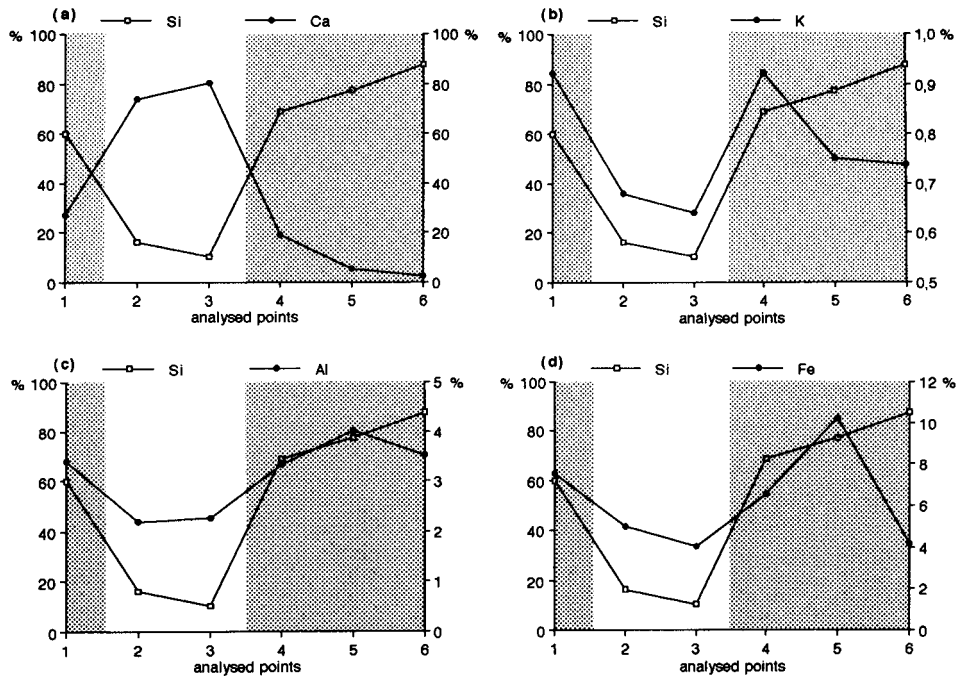 (a) Si Ca
% 100 100 %
80 80
60 60
40 40
20 20
0 0
1 2 3 4 5 6
analysed points
(b) Si K
% 100 1,0 %
80 0,9
60 0,8
40 0,7
20 0,6
0 0,5
1 2 3 4 5 6
analysed points
(c) Si Al
% 100 5 %
80 4
60 3
40 2
20 1
0 0
1 2 3 4 5 6
analysed points
(d) Si Fe
% 100 12 %
80 10
60 8
40 6
20 4
0 2
0
1 2 3 4 5 6
analysed points